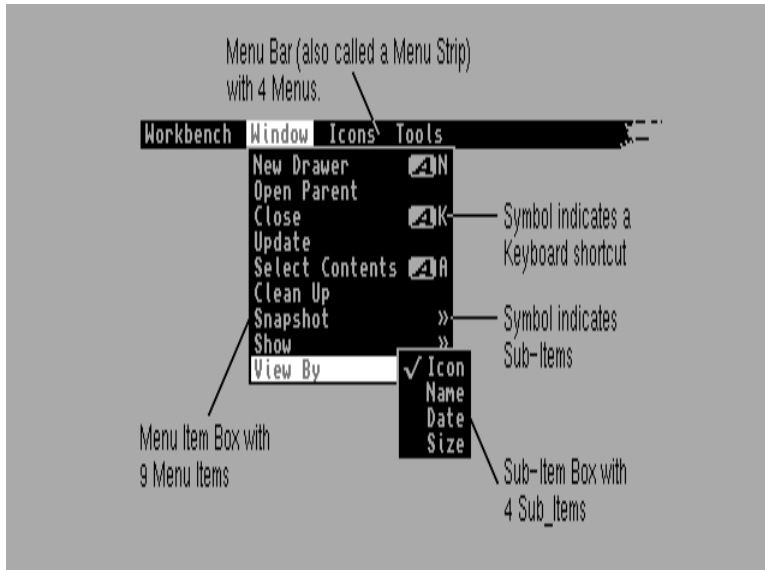 Menu Bar (also called a Menu Strip)
with 4 Menus.
Workbench Window Icons Tools
New Drawer A N
Open Parent
Close A K
Update
Select Contents A A
Clean Up
Snapshot »
Show »
View By
✓ Icon
Name
Date
Size
Symbol indicates a
Keyboard shortcut
Symbol indicates
Sub-Items
Menu Item Box with
9 Menu Items
Sub-Item Box with
4 Sub_Items